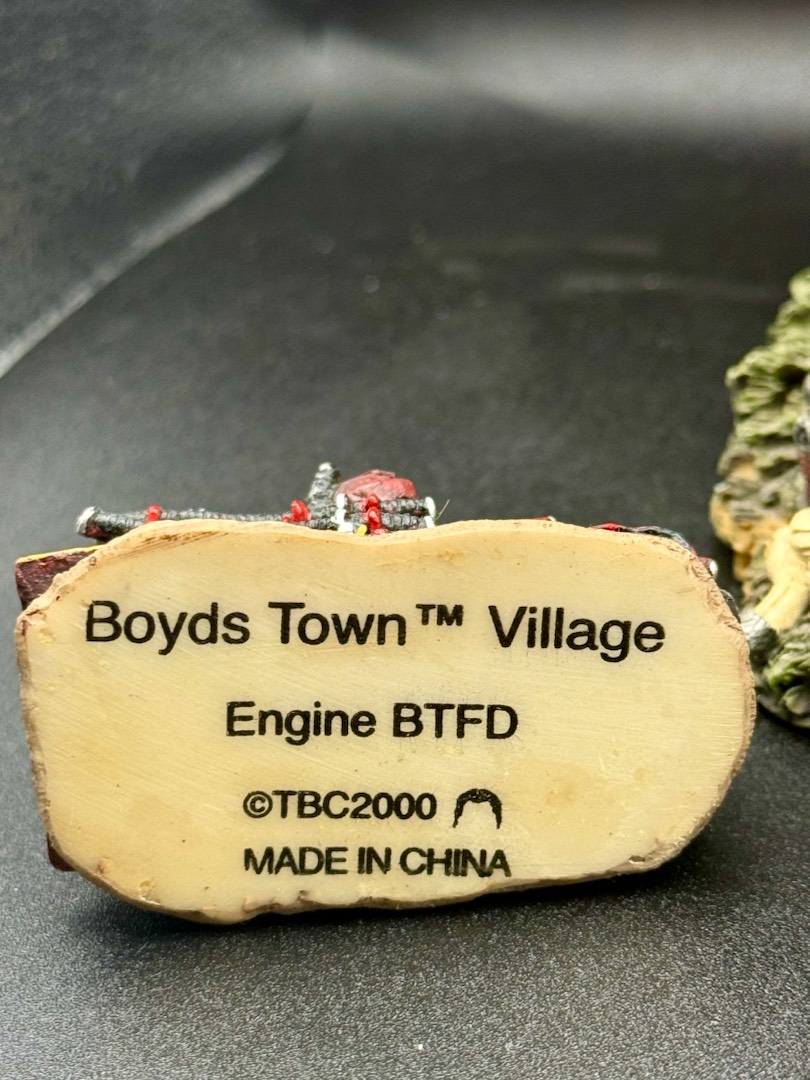 Boyds Town™ Village
Engine BTFD
©TBC2000
MADE IN CHINA